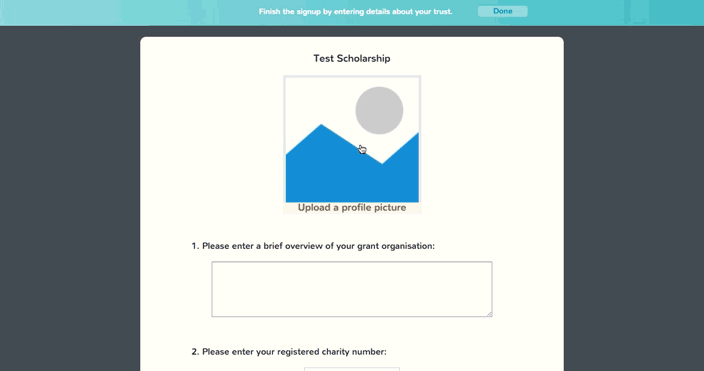 Finish the signup by entering details about your trust.
Done
Test Scholarship
Upload a profile picture
1. Please enter a brief overview of your grant organisation:
2. Please enter your registered charity number: